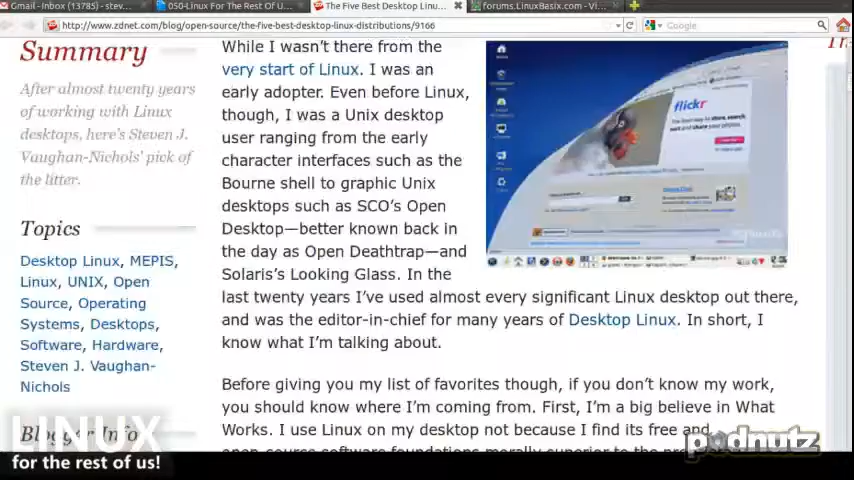 Gmail - Inbox (13785) - stev...
050-Linux For The Rest Of U...
The Five Best Desktop Linu...
forums.LinuxBasix.com - Vi...
http://www.zdnet.com/blog/open-source/the-five-best-desktop-linux-distributions/9166
Google
Summary
After almost twenty years
of working with Linux
desktops, here's Steven J.
Vaughan-Nichols' pick of
the litter.
Topics
Desktop Linux, MEPIS,
Linux, UNIX, Open
Source, Operating
Systems, Desktops,
Software, Hardware,
Steven J. Vaughan-
Nichols
Blogger Info
While I wasn't there from the
very start of Linux. I was an
early adopter. Even before Linux,
though, I was a Unix desktop
user ranging from the early
character interfaces such as the
Bourne shell to graphic Unix
desktops such as SCO's Open
Desktop—better known back in
the day as Open Deathtrap—and
Solaris's Looking Glass. In the
last twenty years I've used almost every significant Linux desktop out there,
and was the editor-in-chief for many years of Desktop Linux. In short, I
know what I'm talking about.
Before giving you my list of favorites though, if you don't know my work,
you should know where I'm coming from. First, I'm a big believe in What
Works. I use Linux on my desktop not because I find its free and
open-source software foundations morally superior to the
flickr
LINUX
for the rest of us!
podnutz